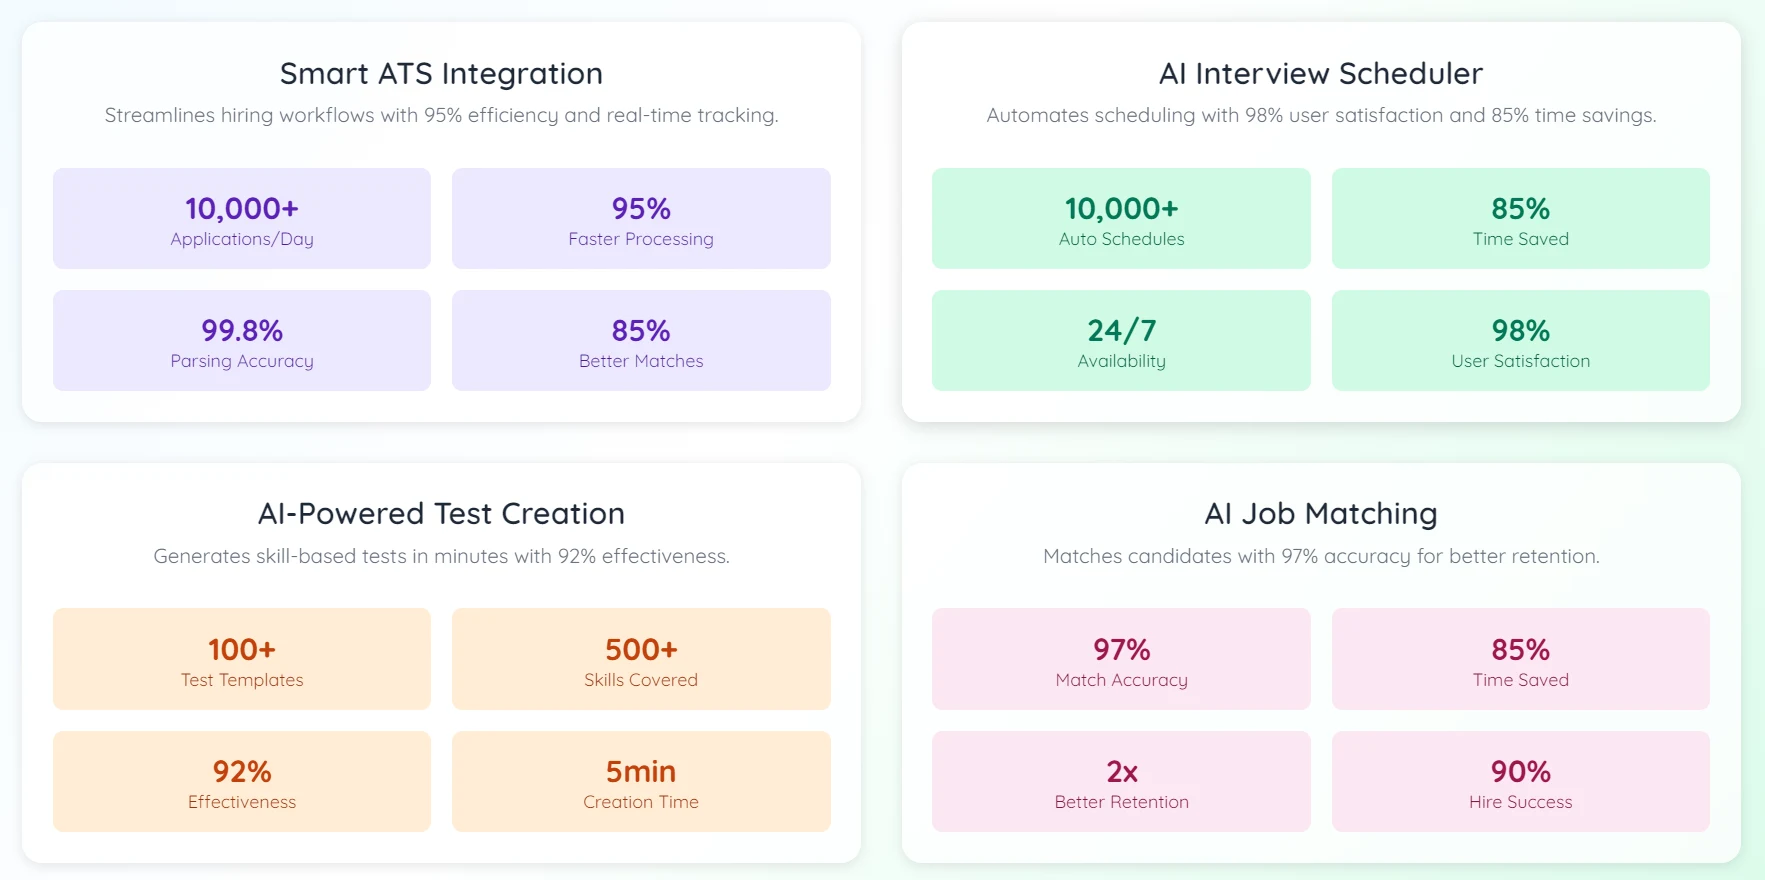 Smart ATS Integration
Streamlines hiring workflows with 95% efficiency and real-time tracking.
10,000+
Applications/Day
95%
Faster Processing
99.8%
Parsing Accuracy
85%
Better Matches
AI Interview Scheduler
Automates scheduling with 98% user satisfaction and 85% time savings.
10,000+
Auto Schedules
85%
Time Saved
24/7
Availability
98%
User Satisfaction
AI-Powered Test Creation
Generates skill-based tests in minutes with 92% effectiveness.
100+
Test Templates
500+
Skills Covered
92%
Effectiveness
5min
Creation Time
AI Job Matching
Matches candidates with 97% accuracy for better retention.
97%
Match Accuracy
85%
Time Saved
2x
Better Retention
90%
Hire Success